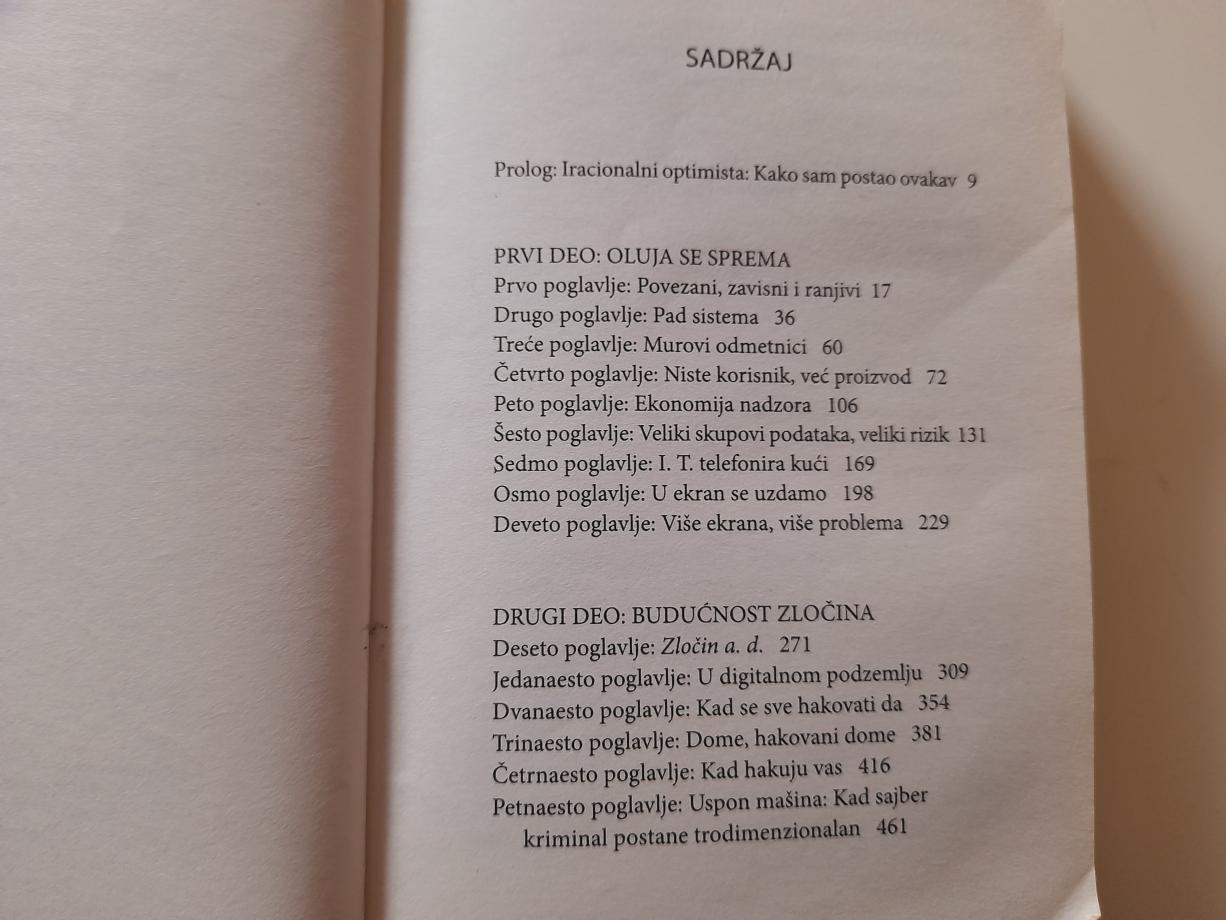 SADRŽAJ
Prolog: Iracionalni optimista: Kako sam postao ovakav 9
PRVI DEO: OLUJA SE SPREMA
Prvo poglavlje: Povezani, zavisni i ranjivi 17
Drugo poglavlje: Pad sistema 36
Treće poglavlje: Murovi odmetnici 60
Četvrto poglavlje: Niste korisnik, već proizvod 72
Peto poglavlje: Ekonomija nadzora 106
Šesto poglavlje: Veliki skupovi podataka, veliki rizik 131
Sedmo poglavlje: I. T. telefonira kući 169
Osmo poglavlje: U ekran se uzdamo 198
Deveto poglavlje: Više ekrana, više problema 229
DRUGI DEO: BUDUĆNOST ZLOČINA
Deseto poglavlje: Zločin a. d. 271
Jedanaesto poglavlje: U digitalnom podzemlju 309
Dvanaesto poglavlje: Kad se sve hakovati da 354
Trinaesto poglavlje: Dome, hakovani dome 381
Četrnaesto poglavlje: Kad hakuju vas 416
Petnaesto poglavlje: Uspon mašina: Kad sajber
kriminal postane trodimenzionalan 461